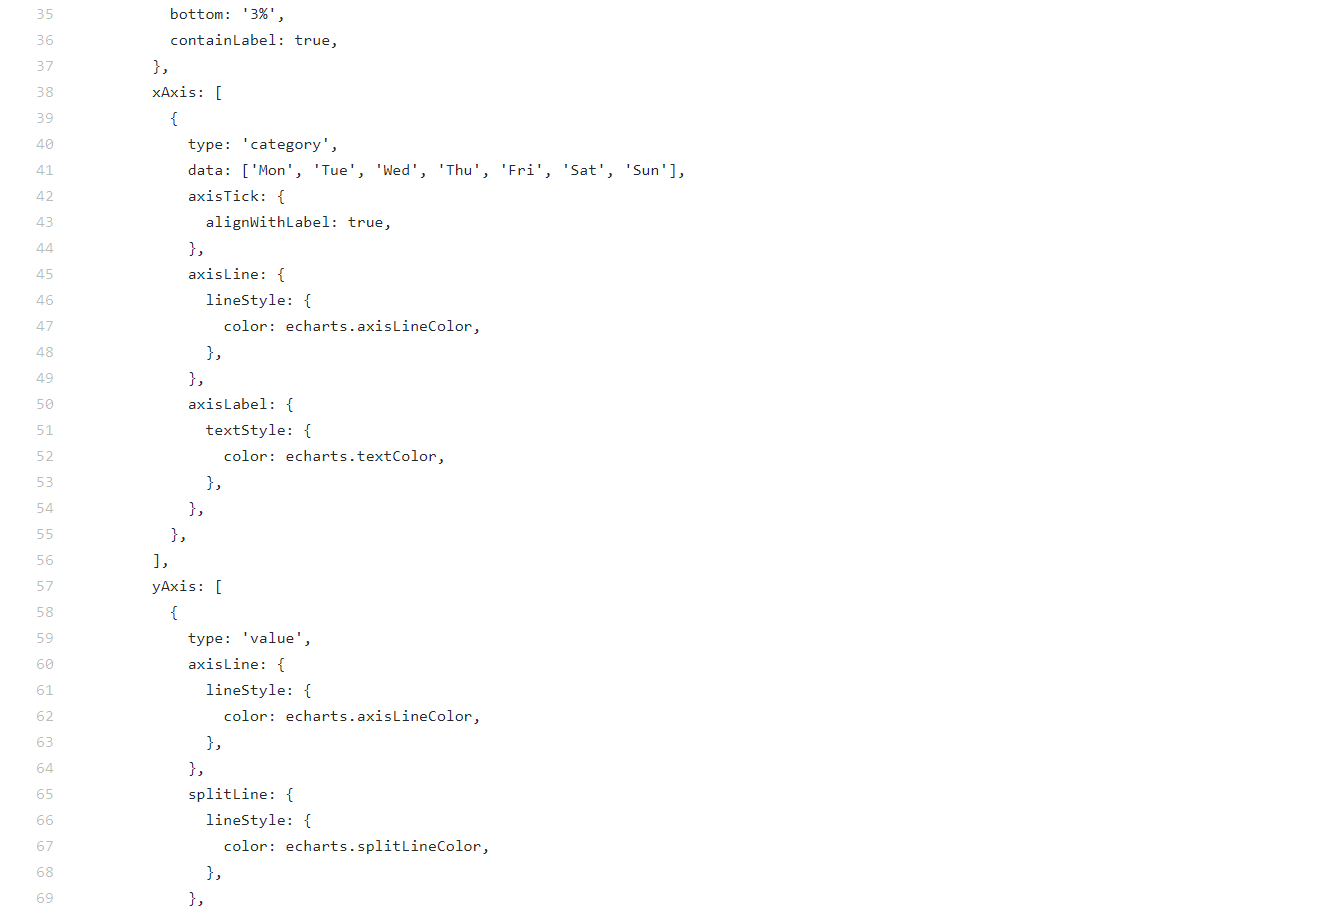 35 bottom: '3%',
36 containLabel: true,
37 },
38 xAxis: [
39 {
40 type: 'category',
41 data: ['Mon', 'Tue', 'Wed', 'Thu', 'Fri', 'Sat', 'Sun'],
42 axisTick: {
43 alignWithLabel: true,
44 },
45 axisLine: {
46 lineStyle: {
47 color: echarts.axisLineColor,
48 },
49 },
50 axisLabel: {
51 textStyle: {
52 color: echarts.textColor,
53 },
54 },
55 },
56 ],
57 yAxis: [
58 {
59 type: 'value',
60 axisLine: {
61 lineStyle: {
62 color: echarts.axisLineColor,
63 },
64 },
65 splitLine: {
66 lineStyle: {
67 color: echarts.splitLineColor,
68 },
69 },